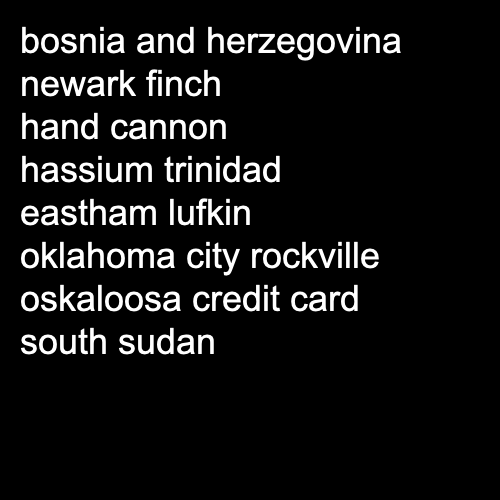 bosnia and herzegovina
newark finch
hand cannon
hassium trinidad
eastham lufkin
oklahoma city rockville
oskaloosa credit card
south sudan